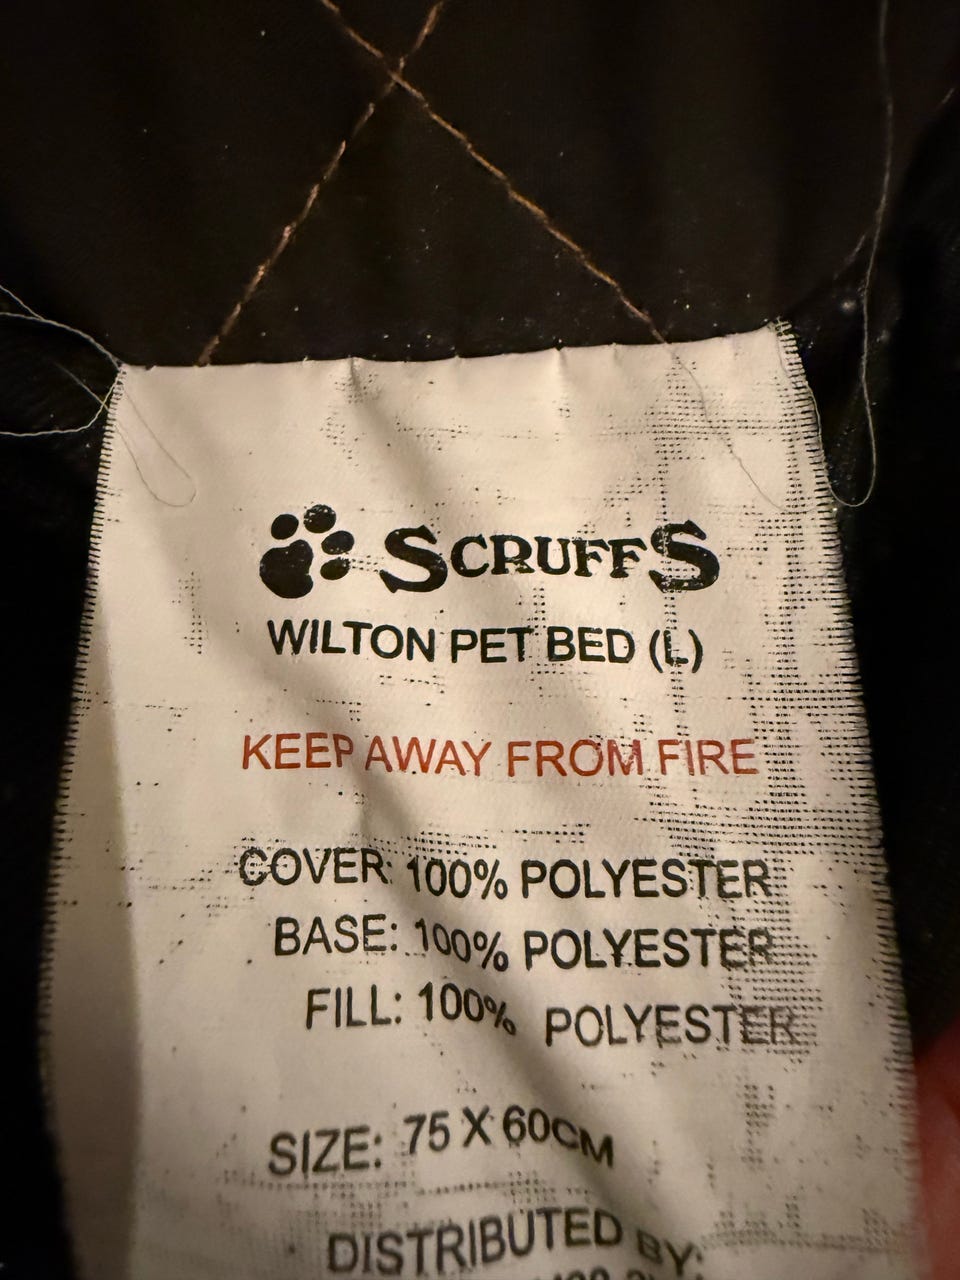 SCRUFFS
WILTON PET BED (L)
KEEP AWAY FROM FIRE
COVER: 100% POLYESTER
BASE: 100% POLYESTER
FILL: 100% POLYESTER
SIZE: 75 X 60CM
DISTRIBUTED BY: